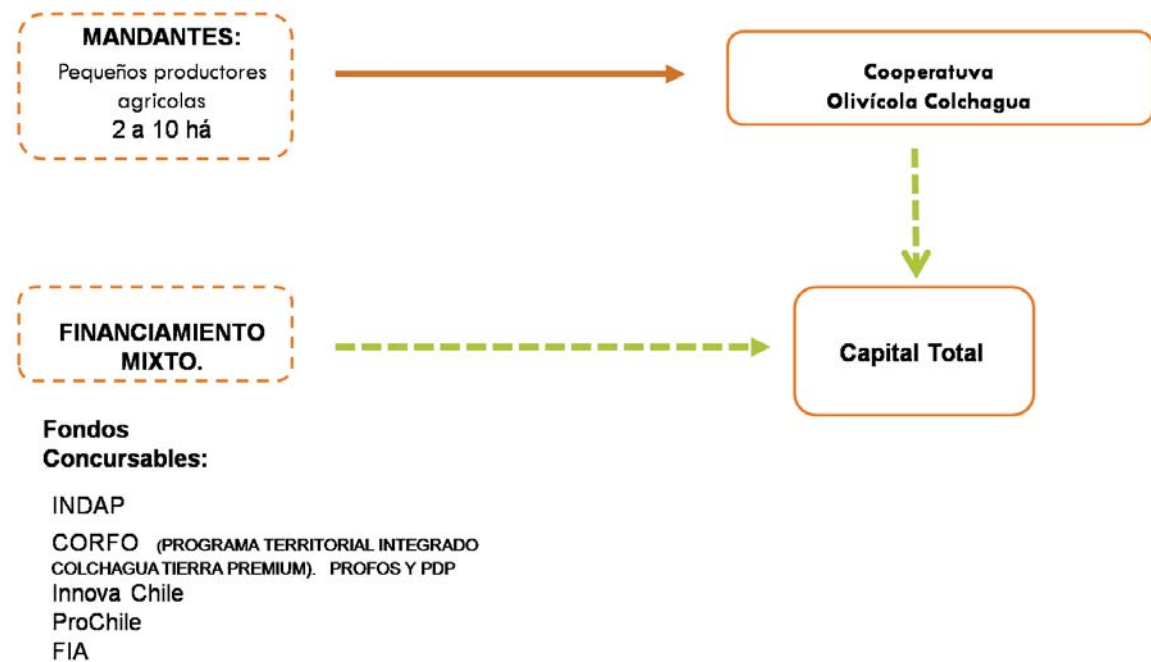 MANDANTES:
Pequeños productores
agricolas
2 a 10 há
Cooperatuva
Olivícola Colchagua
FINANCIAMIENTO
MIXTO.
Capital Total
Fondos
Concursables:
INDAP
CORFO (PROGRAMA TERRITORIAL INTEGRADO
COLCHAGUA TIERRA PREMIUM). PROFOS Y PDP
Innova Chile
ProChile
FIA